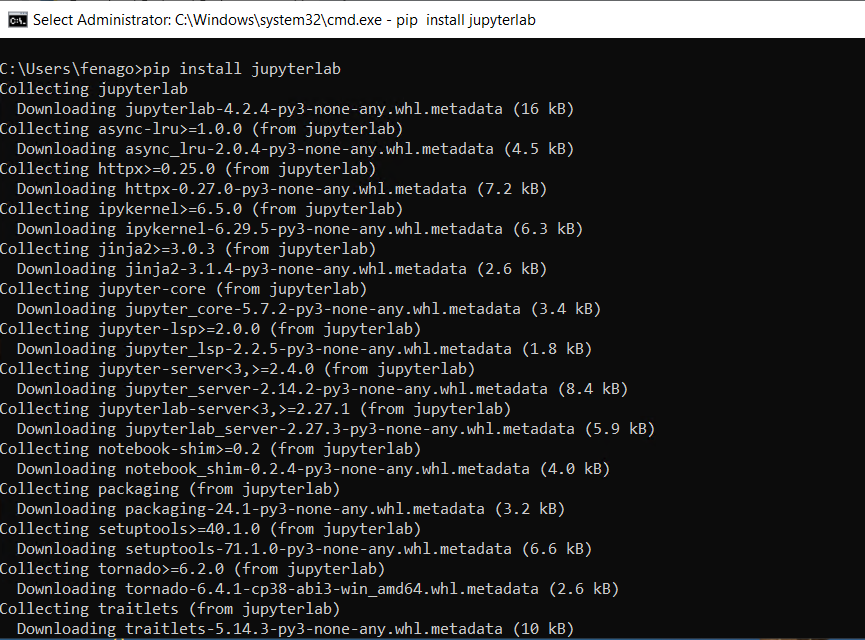 Select Administrator: C:\Windows\system32\cmd.exe - pip  install jupyterlab
C:\Users\fenago>pip install jupyterlab
Collecting jupyterlab
  Downloading jupyterlab-4.2.4-py3-none-any.whl.metadata (16 kB)
Collecting async-lru>=1.0.0 (from jupyterlab)
  Downloading async_lru-2.0.4-py3-none-any.whl.metadata (4.5 kB)
Collecting httpx>=0.25.0 (from jupyterlab)
  Downloading httpx-0.27.0-py3-none-any.whl.metadata (7.2 kB)
Collecting ipykernel>=6.5.0 (from jupyterlab)
  Downloading ipykernel-6.29.5-py3-none-any.whl.metadata (6.3 kB)
Collecting jinja2>=3.0.3 (from jupyterlab)
  Downloading jinja2-3.1.4-py3-none-any.whl.metadata (2.6 kB)
Collecting jupyter-core (from jupyterlab)
  Downloading jupyter_core-5.7.2-py3-none-any.whl.metadata (3.4 kB)
Collecting jupyter-lsp>=2.0.0 (from jupyterlab)
  Downloading jupyter_lsp-2.2.5-py3-none-any.whl.metadata (1.8 kB)
Collecting jupyter-server<3,>=2.4.0 (from jupyterlab)
  Downloading jupyter_server-2.14.2-py3-none-any.whl.metadata (8.4 kB)
Collecting jupyterlab-server<3,>=2.27.1 (from jupyterlab)
  Downloading jupyterlab_server-2.27.3-py3-none-any.whl.metadata (5.9 kB)
Collecting notebook-shim>=0.2 (from jupyterlab)
  Downloading notebook_shim-0.2.4-py3-none-any.whl.metadata (4.0 kB)
Collecting packaging (from jupyterlab)
  Downloading packaging-24.1-py3-none-any.whl.metadata (3.2 kB)
Collecting setuptools>=40.1.0 (from jupyterlab)
  Downloading setuptools-71.1.0-py3-none-any.whl.metadata (6.6 kB)
Collecting tornado>=6.2.0 (from jupyterlab)
  Downloading tornado-6.4.1-cp38-abi3-win_amd64.whl.metadata (2.6 kB)
Collecting traitlets (from jupyterlab)
  Downloading traitlets-5.14.3-py3-none-any.whl.metadata (10 kB)